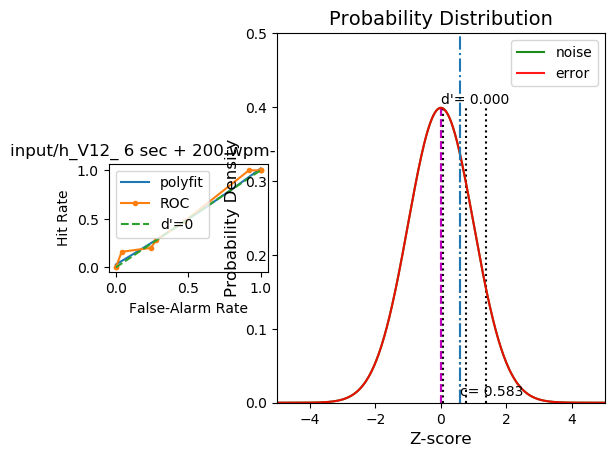 Probability Distribution
input/h_V12_ 6 sec + 200 wpm-
polyfit
ROC
d'=0
Hit Rate
1.0
0.5
0.0
0.0
0.5
1.0
False-Alarm Rate
Probability Density
0.5
0.4
0.3
0.2
0.1
0.0
noise
error
d'= 0.000
c= 0.583
−4
−2
0
2
4
Z-score